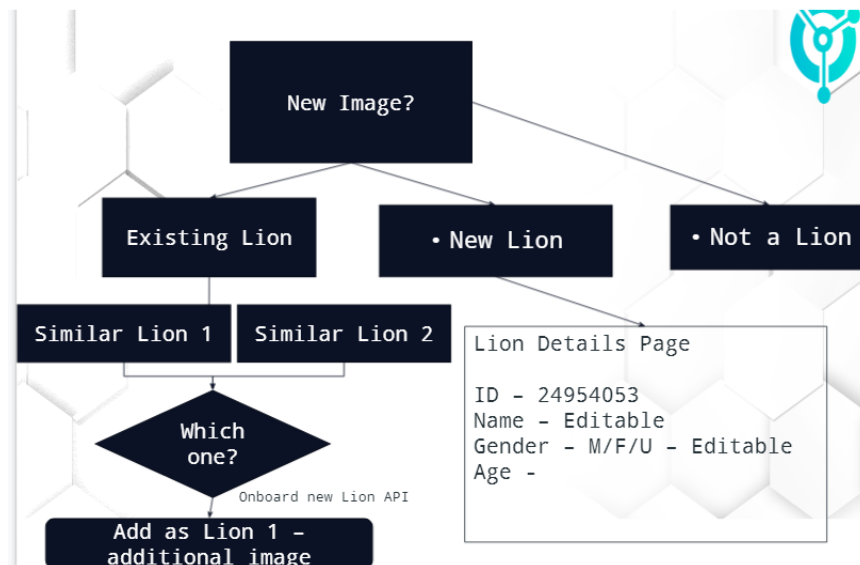 New Image?
Existing Lion
• New Lion
• Not a Lion
Similar Lion 1
Similar Lion 2
Lion Details Page
ID – 24954053
Name – Editable
Gender – M/F/U – Editable
Age -
Which
one?
Onboard new Lion API
Add as Lion 1 –
additional image